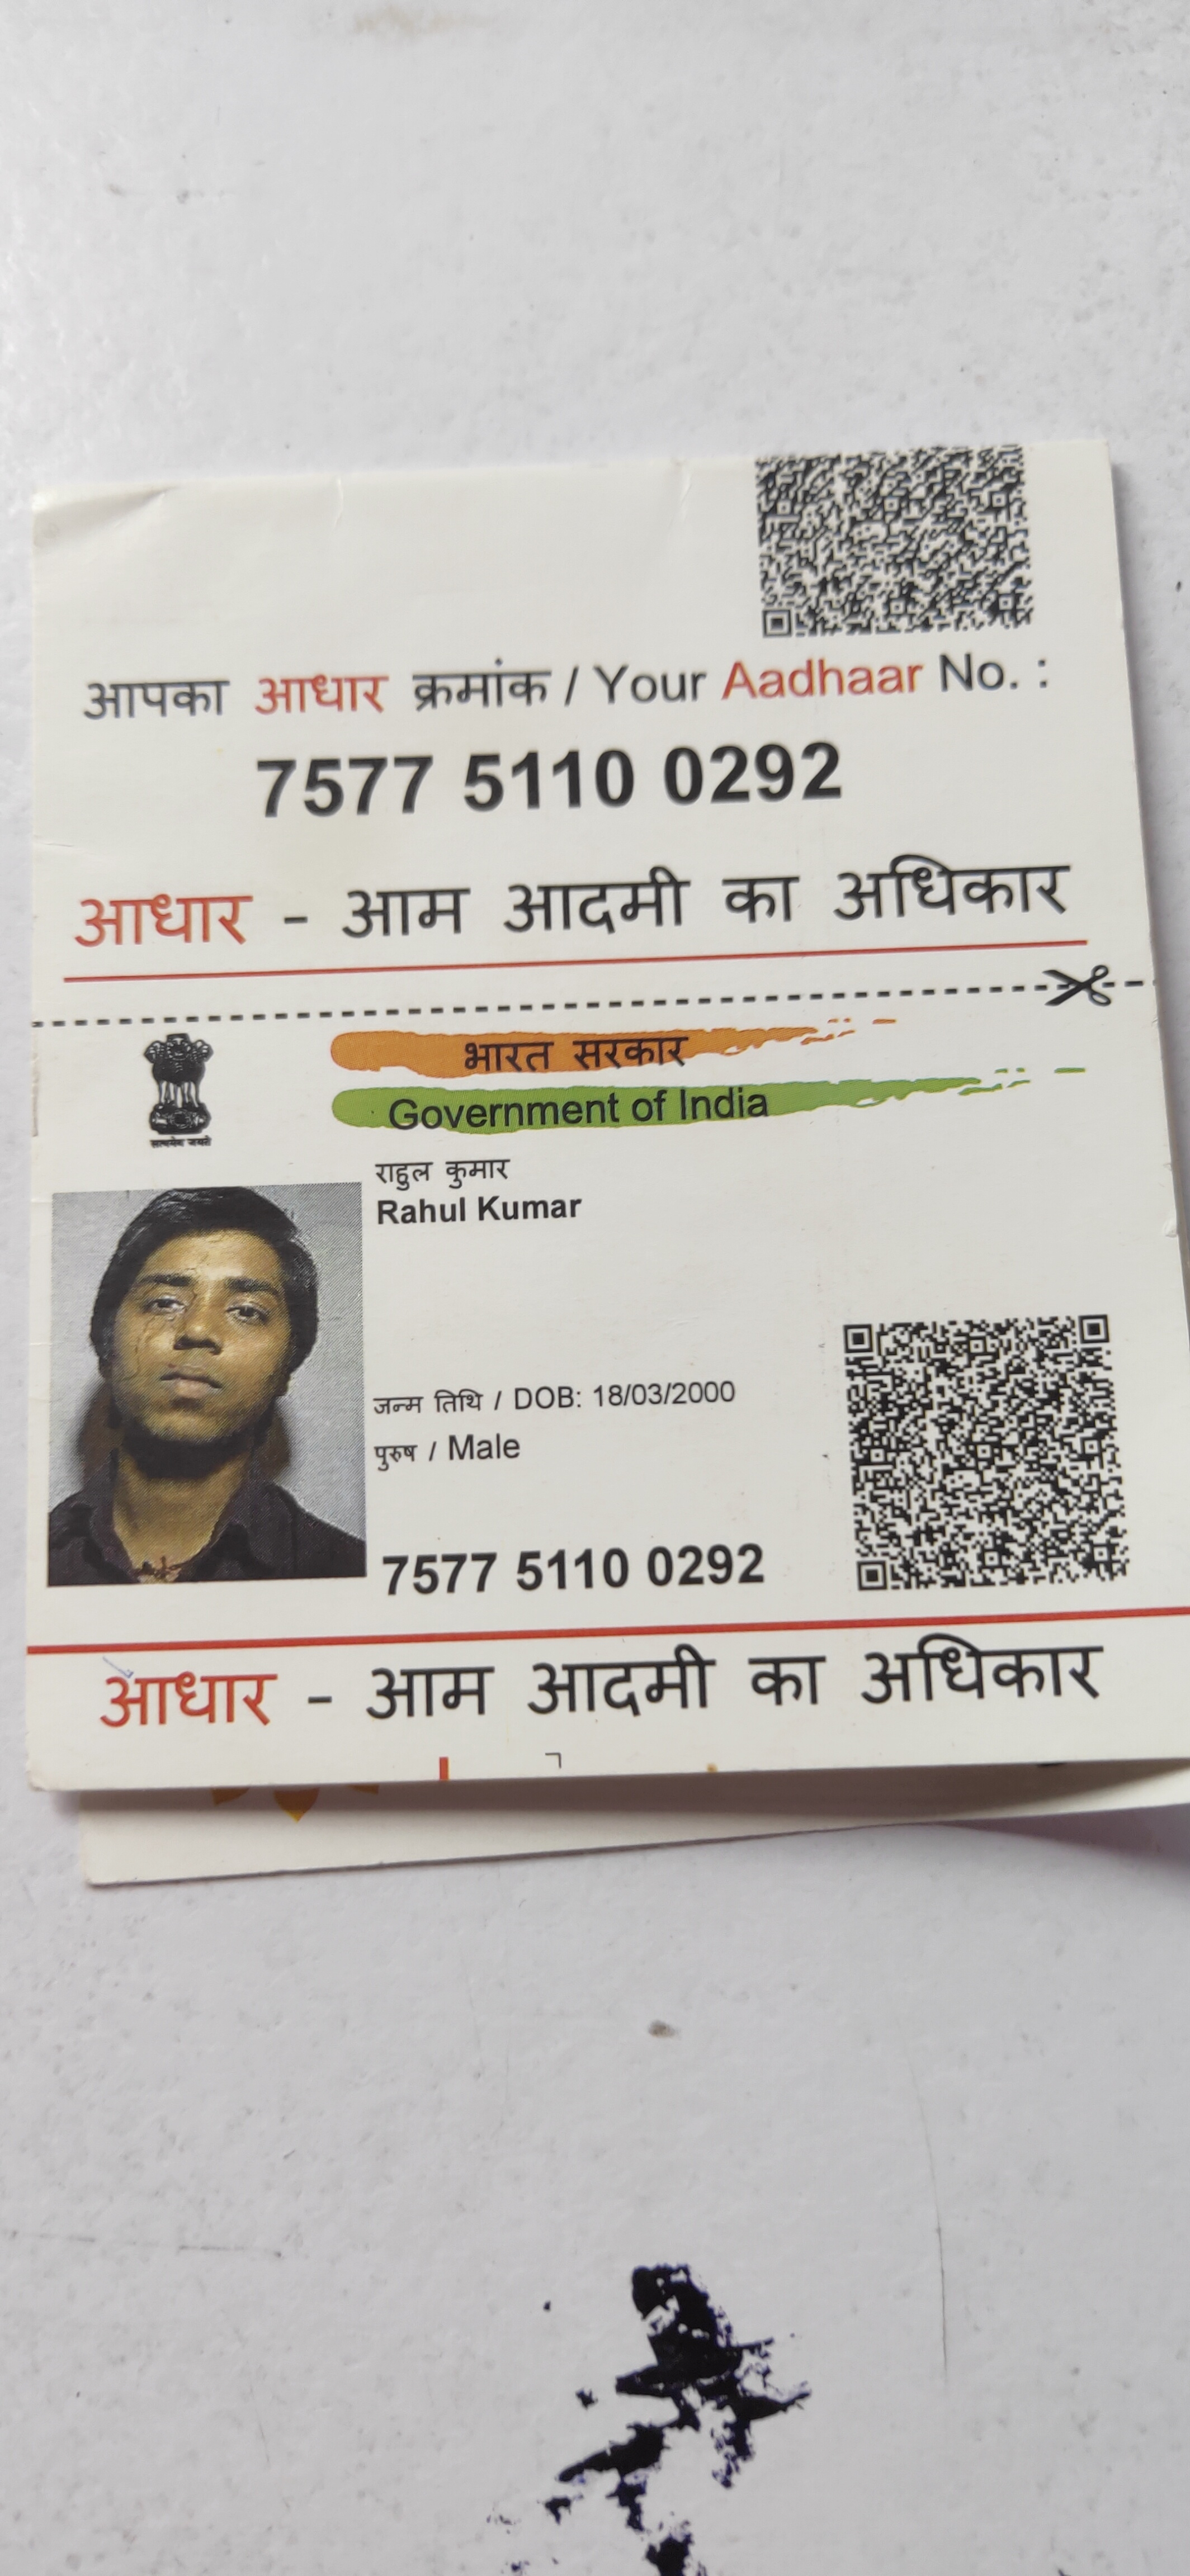 आपका आधार क्रमांक / Your Aadhaar No. :
7577 5110 0292
आधार - आम आदमी का अधिकार
भारत सरकार
Government of India
सत्यमेव जयते
राहुल कुमार
Rahul Kumar
जन्म तिथि / DOB: 18/03/2000
पुरुष / Male
7577 5110 0292
आधार - आम आदमी का अधिकार